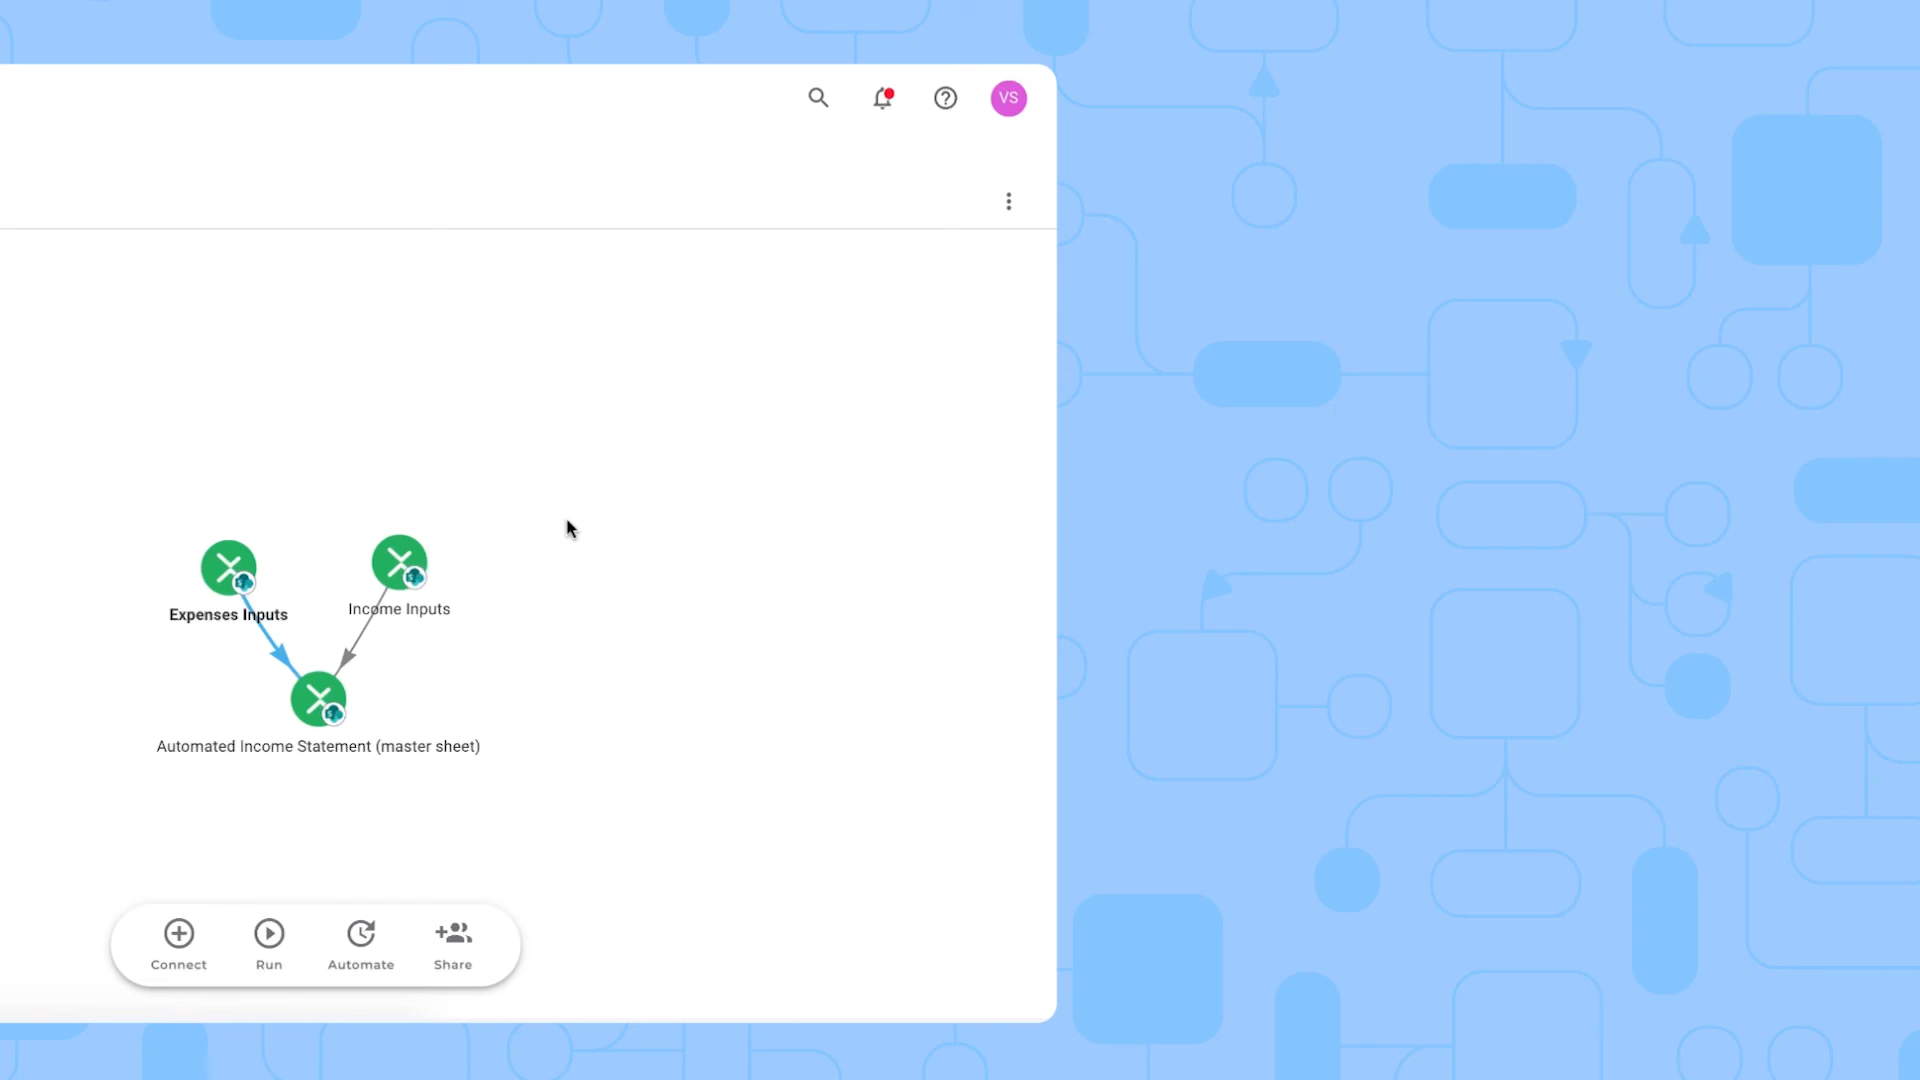 VS
Expenses Inputs
Income Inputs
Automated Income Statement (master sheet)
Connect
Run
Automate
Share